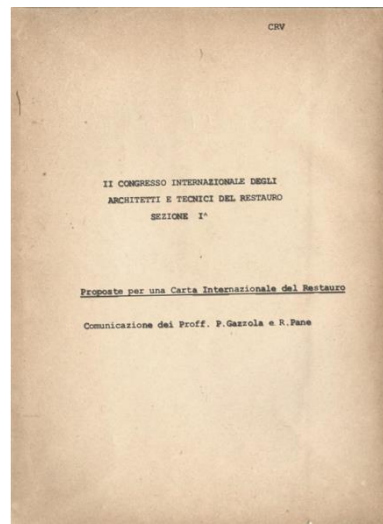 CRV
II CONGRESSO INTERNAZIONALE DEGLI
ARCHITETTI E TECNICI DEL RESTAURO
SEZIONE I^
Proposte per una Carta Internazionale del Restauro
Comunicazione dei Proff. P.Gazzola e R.Pane